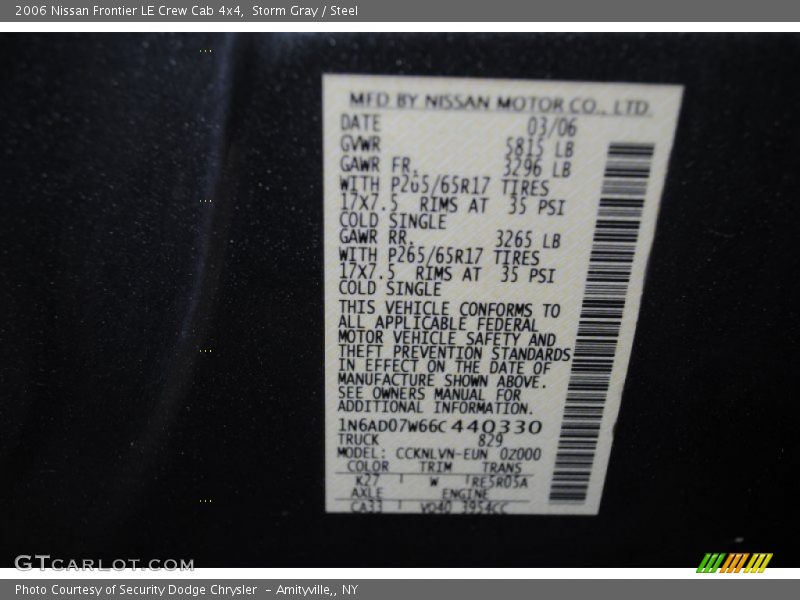 2006 Nissan Frontier LE Crew Cab 4x4,  Storm Gray / Steel
MFD BY NISSAN MOTOR CO., LTD.
DATE 03/06
GVWR 5815 LB
GAWR FR. 3296 LB
WITH P265/65R17 TIRES
17X7.5 RIMS AT 35 PSI
COLD SINGLE
GAWR RR. 3265 LB
WITH P265/65R17 TIRES
17X7.5 RIMS AT 35 PSI
COLD SINGLE
THIS VEHICLE CONFORMS TO
ALL APPLICABLE FEDERAL
MOTOR VEHICLE SAFETY AND
THEFT PREVENTION STANDARDS
IN EFFECT ON THE DATE OF
MANUFACTURE SHOWN ABOVE.
SEE OWNERS MANUAL FOR
ADDITIONAL INFORMATION.
1N6AD07W66C440330
TRUCK 829
MODEL: CCKNLVN-EUN 0Z000
COLOR TRIM TRANS
K27 W RE5R05A
AXLE ENGINE
CA33 VQ40 3954CC
GTCarLot.com
Photo Courtesy of Security Dodge Chrysler  - Amityville,, NY